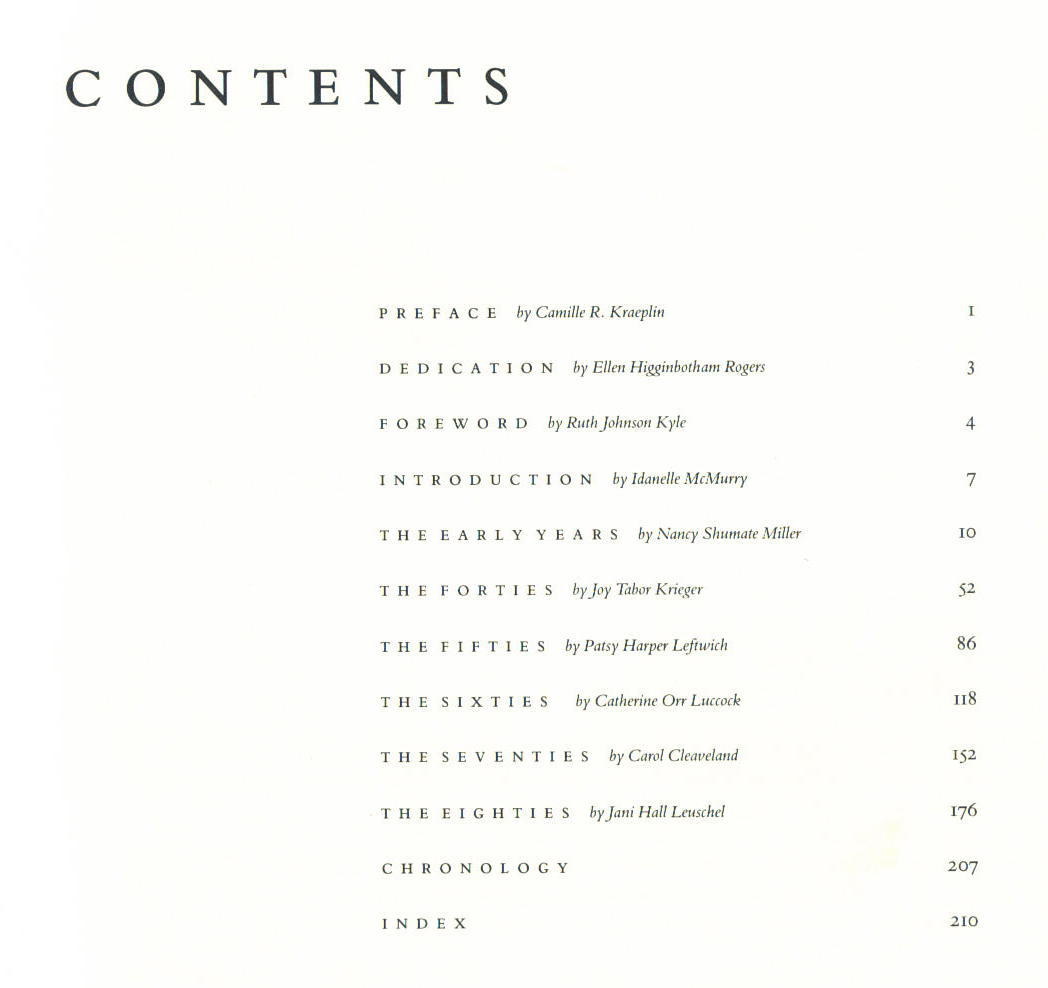 CONTENTS
PREFACE by Camille R. Kraeplin 1
DEDICATION by Ellen Higginbotham Rogers 3
FOREWORD by Ruth Johnson Kyle 4
INTRODUCTION by Idanelle McMurry 7
THE EARLY YEARS by Nancy Shumate Miller 10
THE FORTIES by Joy Tabor Krieger 52
THE FIFTIES by Patsy Harper Leftwich 86
THE SIXTIES by Catherine Orr Luccock 118
THE SEVENTIES by Carol Cleaveland 152
THE EIGHTIES by Jani Hall Leuschel 176
CHRONOLOGY 207
INDEX 210